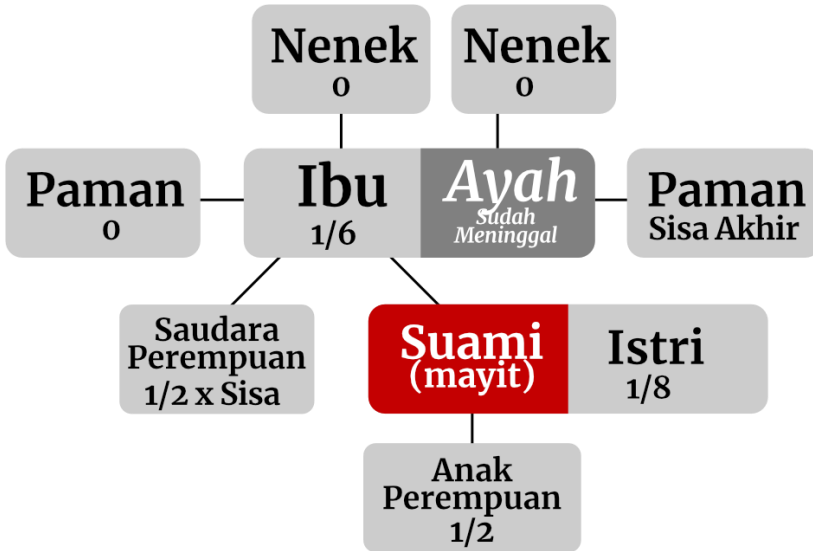 Nenek
0
Nenek
0
Paman
0
Ibu
1/6
Ayah
Sudah
Meninggal
Paman
Sisa Akhir
Saudara
Perempuan
1/2 x Sisa
Suami
(mayit)
Istri
1/8
Anak
Perempuan
1/2